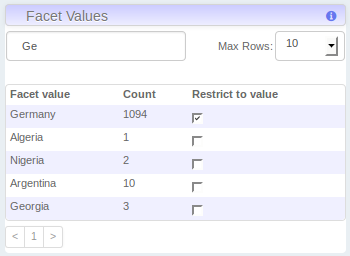 Facet Values
Ge Max Rows: 10
Facet value Count Restrict to value
Germany 1094
Algeria 1
Nigeria 2
Argentina 10
Georgia 3
< 1 >